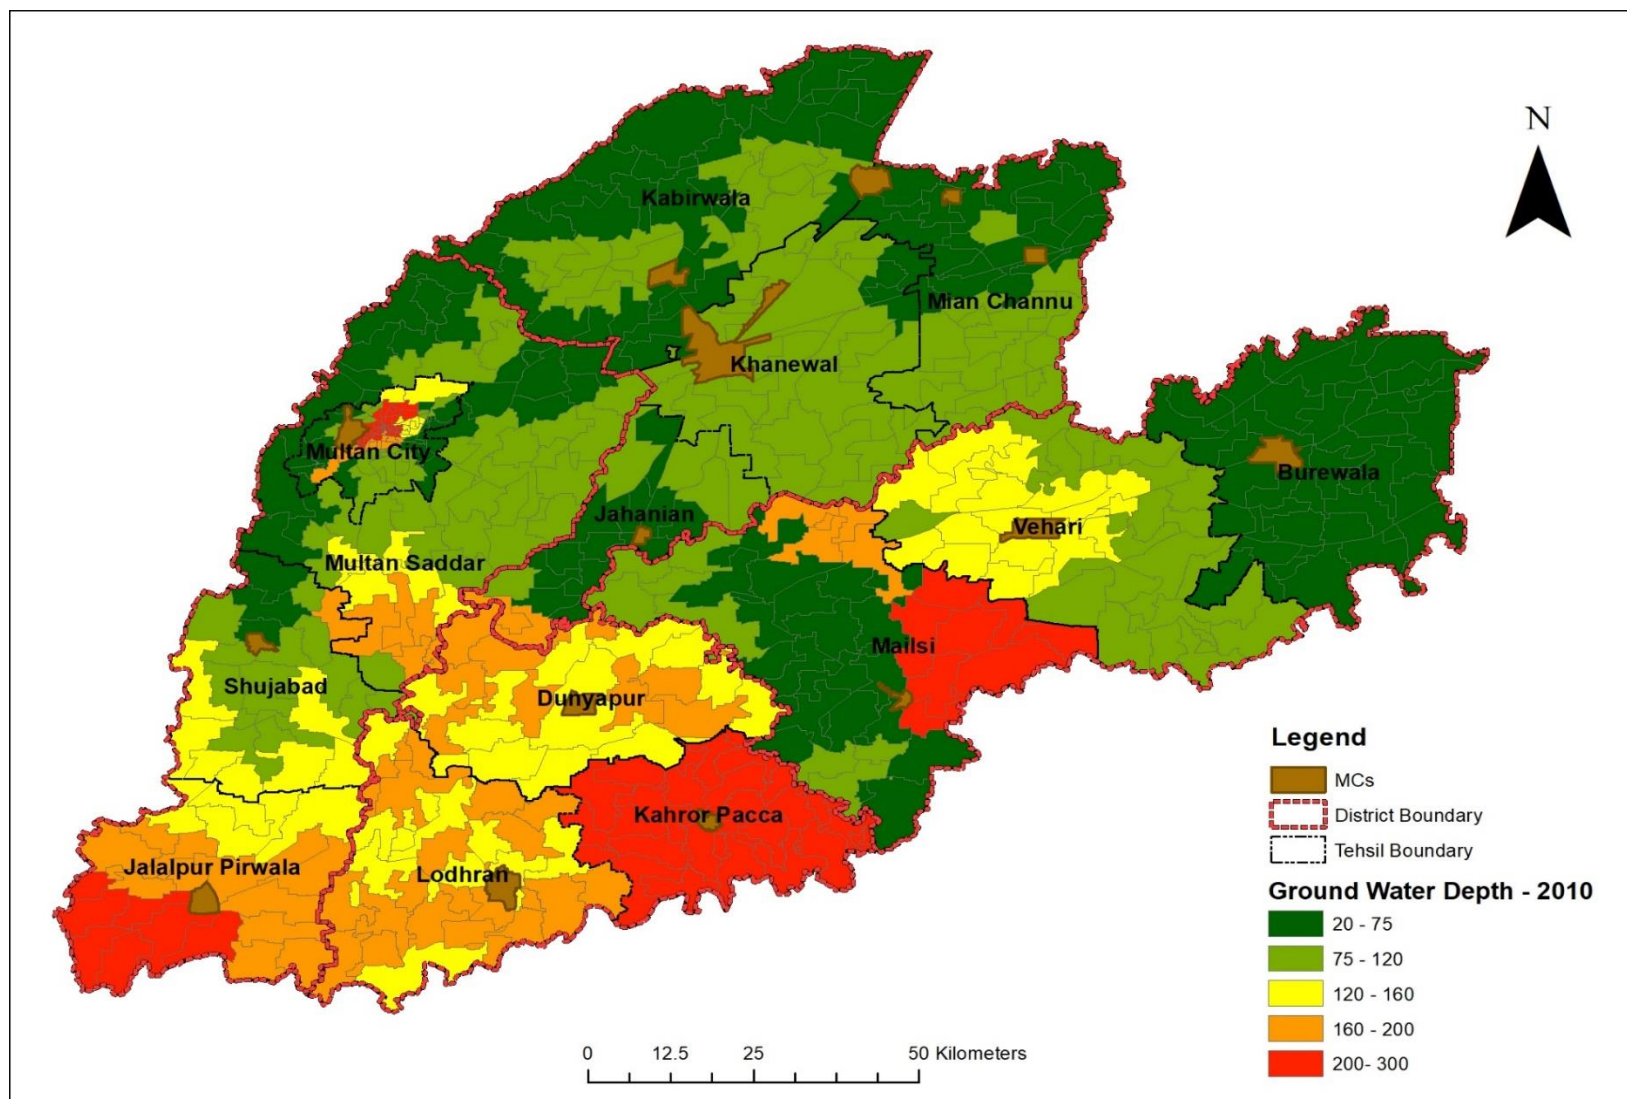 N
Kabirwala
Mian Channu
Khanewal
Multan City
Burewala
Jahanian
Vehari
Multan Saddar
Mailsi
Shujabad
Dunyapur
Kahror Pacca
Jalalpur Pirwala
Lodhran
Legend
MCs
District Boundary
Tehsil Boundary
Ground Water Depth - 2010
20 - 75
75 - 120
120 - 160
160 - 200
200- 300
0 12.5 25 50 Kilometers